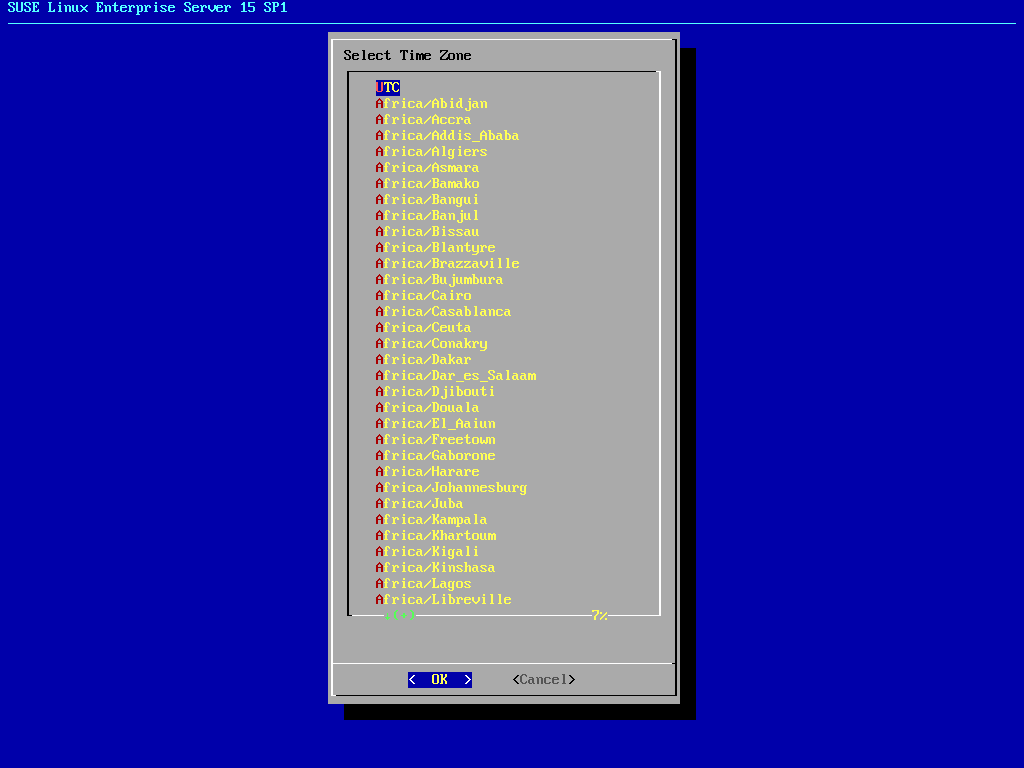 SUSE Linux Enterprise Server 15 SP1
Select Time Zone
UTC
Africa/Abidjan
Africa/Accra
Africa/Addis_Ababa
Africa/Algiers
Africa/Asmara
Africa/Bamako
Africa/Bangui
Africa/Banjul
Africa/Bissau
Africa/Blantyre
Africa/Brazzaville
Africa/Bujumbura
Africa/Cairo
Africa/Casablanca
Africa/Ceuta
Africa/Conakry
Africa/Dakar
Africa/Dar_es_Salaam
Africa/Djibouti
Africa/Douala
Africa/El_Aaiun
Africa/Freetown
Africa/Gaborone
Africa/Harare
Africa/Johannesburg
Africa/Juba
Africa/Kampala
Africa/Khartoum
Africa/Kigali
Africa/Kinshasa
Africa/Lagos
Africa/Libreville
7%
< OK > <Cancel>